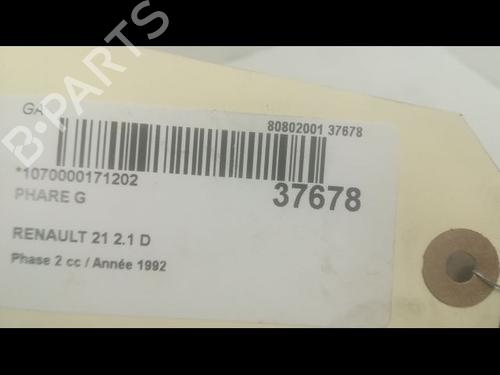 GA
80802001 37678
*1070000171202
37678
PHARE G
RENAULT 21 2.1 D
Phase 2 cc / Année 1992
B-PARTS